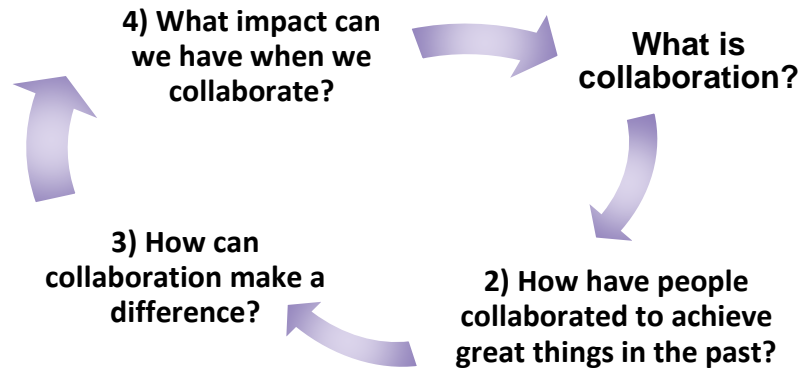 4) What impact can
we have when we
collaborate?
What is
collaboration?
3) How can
collaboration make a
difference?
2) How have people
collaborated to achieve
great things in the past?